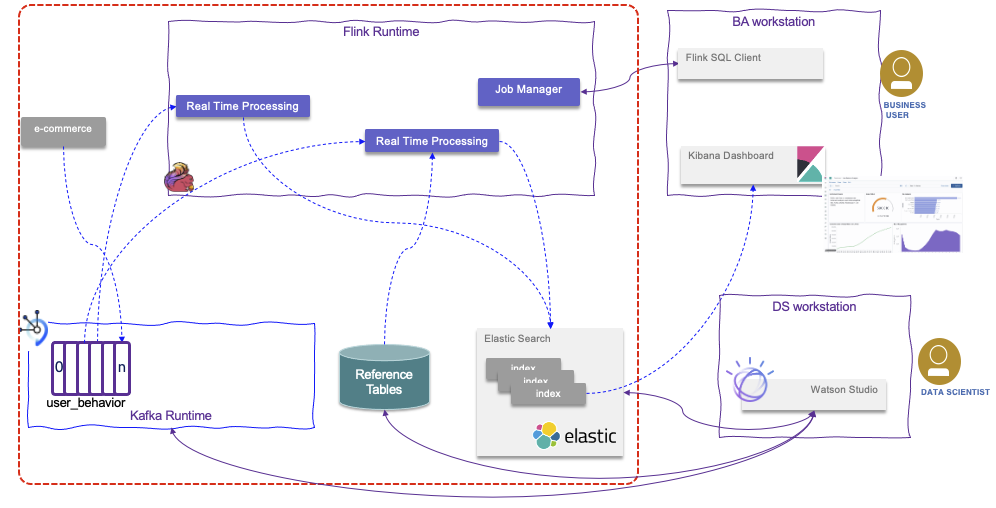 Flink Runtime
BA workstation
Flink SQL Client
Job Manager
BUSINESS
USER
Real Time Processing
e-commerce
Real Time Processing
Kibana Dashboard
DS workstation
Elastic Search
index
index
index
0
n
Reference
Tables
Watson Studio
DATA SCIENTIST
user_behavior
Kafka Runtime
elastic